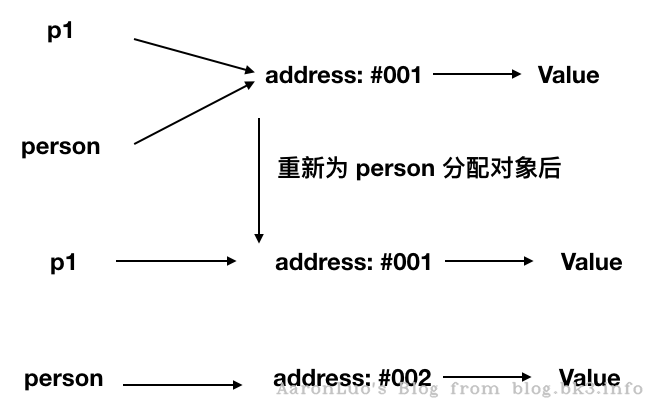 p1
address: #001 Value
person
重新为 person 分配对象后
p1 address: #001 Value
person address: #002 Value
AaronLuo's Blog from blog.bk3.info